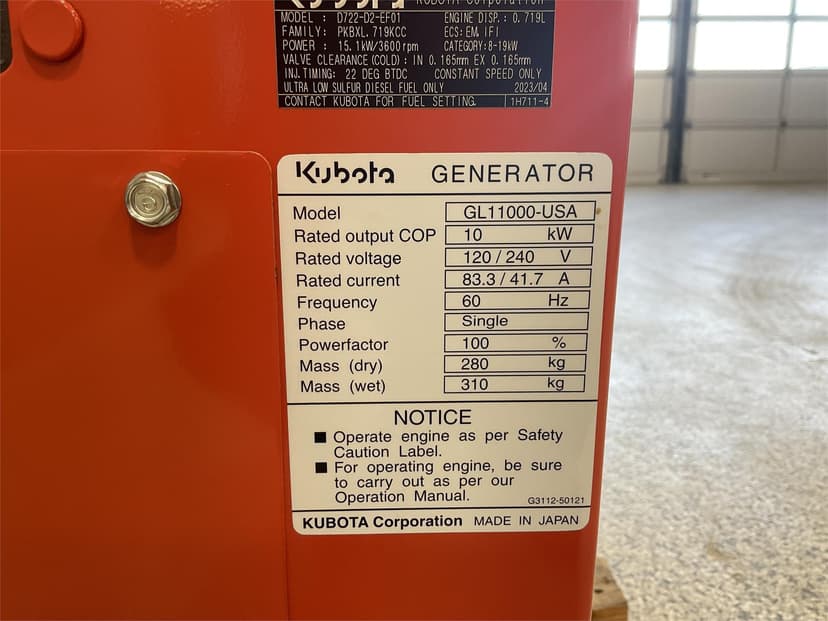 Kubota KUBOTA Corporation
MODEL : D722-D2-EF01 ENGINE DISP.: 0.719L
FAMILY: PKBXL.719KCC ECS: EM, IFI
POWER : 15.1kW/3600rpm CATEGORY:8-19kW
VALVE CLEARANCE (COLD) : IN 0.165mm EX 0.165mm
INJ.TIMING: 22 DEG BTDC CONSTANT SPEED ONLY
ULTRA LOW SULFUR DIESEL FUEL ONLY 2023/04
CONTACT KUBOTA FOR FUEL SETTING. 1H711-4
Kubota GENERATOR
Model GL11000-USA
Rated output COP 10 kW
Rated voltage 120 / 240 V
Rated current 83.3 / 41.7 A
Frequency 60 Hz
Phase Single
Powerfactor 100 %
Mass (dry) 280 kg
Mass (wet) 310 kg
NOTICE
■ Operate engine as per Safety
Caution Label.
■ For operating engine, be sure
to carry out as per our
Operation Manual.
G3112-50121
KUBOTA Corporation MADE IN JAPAN